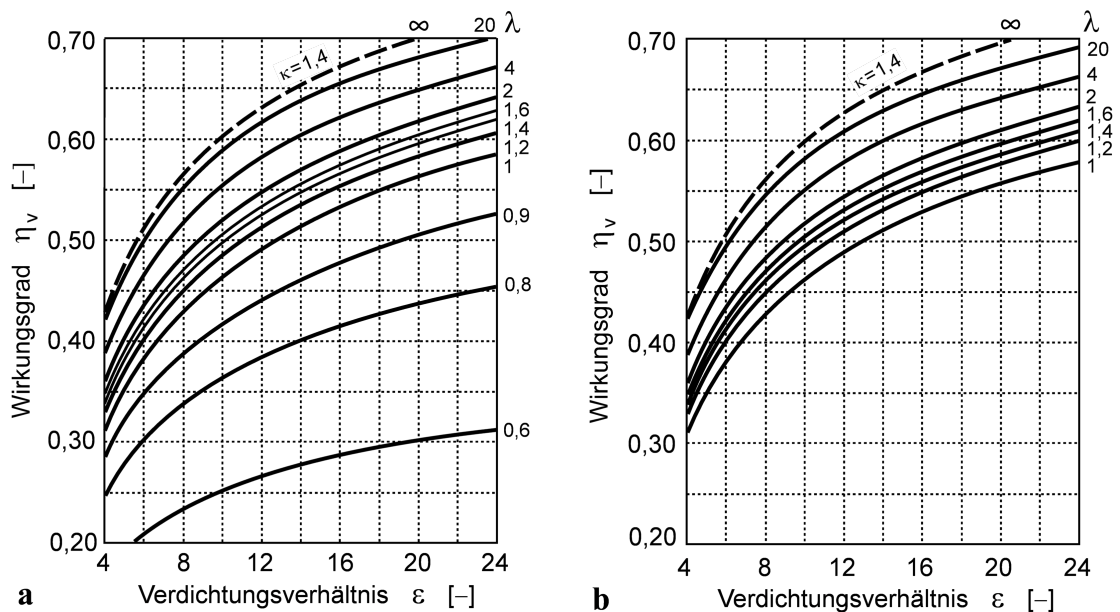 ∞ 20 λ
0,70
κ=1,4
4
2
1,6
1,4
1,2
1
0,9
0,8
0,6
0,60
0,50
0,40
0,30
0,20
Wirkungsgrad ηv [–]
4 8 12 16 20 24
a Verdichtungsverhältnis ε [–]
∞ λ
0,70
κ=1,4
20
4
2
1,6
1,4
1,2
1
0,60
0,50
0,40
0,30
0,20
Wirkungsgrad ηv [–]
4 8 12 16 20 24
b Verdichtungsverhältnis ε [–]